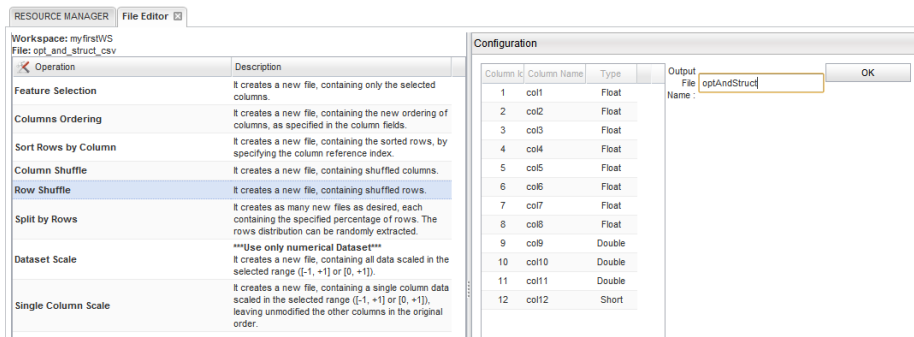 RESOURCE MANAGER
File Editor
Workspace: myfirstWS
File: opt_and_struct_csv
Operation Description
Feature Selection
It creates a new file, containing only the selected
columns.
Columns Ordering
It creates a new file, containing the new ordering of
columns, as specified in the column fields.
Sort Rows by Column
It creates a new file, containing the sorted rows, by
specifying the column reference index.
Column Shuffle
It creates a new file, containing shuffled columns.
Row Shuffle
It creates a new file, containing shuffled rows.
Split by Rows
It creates as many new files as desired, each
containing the specified percentage of rows. The
rows distribution can be randomly extracted.
Dataset Scale
***Use only numerical Dataset***
It creates a new file, containing all data scaled in the
selected range ([-1, +1] or [0, +1]).
Single Column Scale
It creates a new file, containing a single column data
scaled in the selected range ([-1, +1] or [0, +1]),
leaving unmodified the other columns in the original
order.
Configuration
Column Ic Column Name Type
1 col1 Float
2 col2 Float
3 col3 Float
4 col4 Float
5 col5 Float
6 col6 Float
7 col7 Float
8 col8 Float
9 col9 Double
10 col10 Double
11 col11 Double
12 col12 Short
Output
File
Name :
optAndStruct
OK